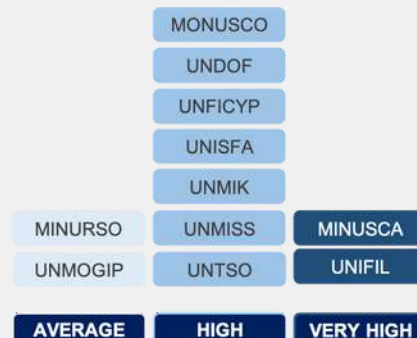 MONUSCO
UNDOF
UNFICYP
UNISFA
UNMIK
MINURSO UNMISS MINUSCA
UNMOGIP UNTSO UNIFIL
AVERAGE HIGH VERY HIGH